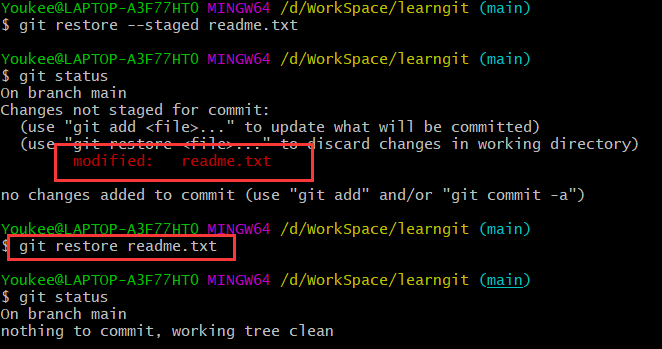 Youkee@LAPTOP-A3F77HT0 MINGW64 /d/WorkSpace/learngit (main)
$ git restore --staged readme.txt
Youkee@LAPTOP-A3F77HT0 MINGW64 /d/WorkSpace/learngit (main)
$ git status
On branch main
Changes not staged for commit:
  (use "git add <file>..." to update what will be committed)
  (use "git restore <file>..." to discard changes in working directory)
        modified:   readme.txt
no changes added to commit (use "git add" and/or "git commit -a")
Youkee@LAPTOP-A3F77HT0 MINGW64 /d/WorkSpace/learngit (main)
$ git restore readme.txt
Youkee@LAPTOP-A3F77HT0 MINGW64 /d/WorkSpace/learngit (main)
$ git status
On branch main
nothing to commit, working tree clean